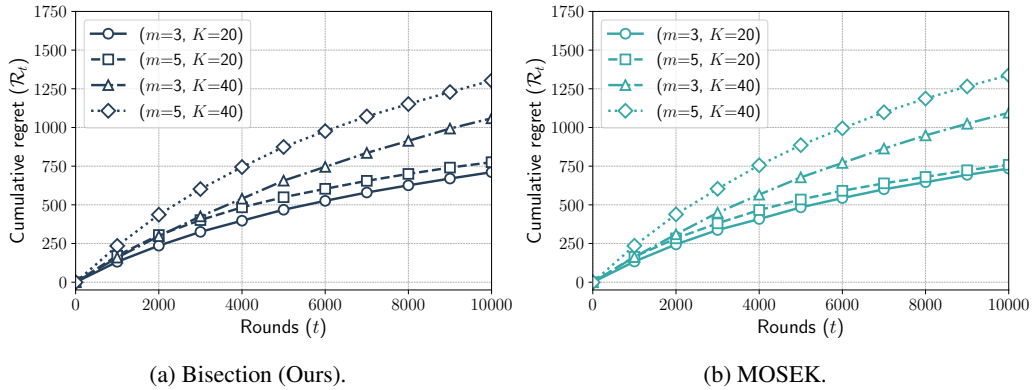 1750
1500
1250
1000
750
500
250
0
Cumulative regret (R_t)
(m=3, K=20)
(m=5, K=20)
(m=3, K=40)
(m=5, K=40)
0 2000 4000 6000 8000 10000
Rounds (t)
(a) Bisection (Ours).
1750
1500
1250
1000
750
500
250
0
Cumulative regret (R_t)
(m=3, K=20)
(m=5, K=20)
(m=3, K=40)
(m=5, K=40)
0 2000 4000 6000 8000 10000
Rounds (t)
(b) MOSEK.